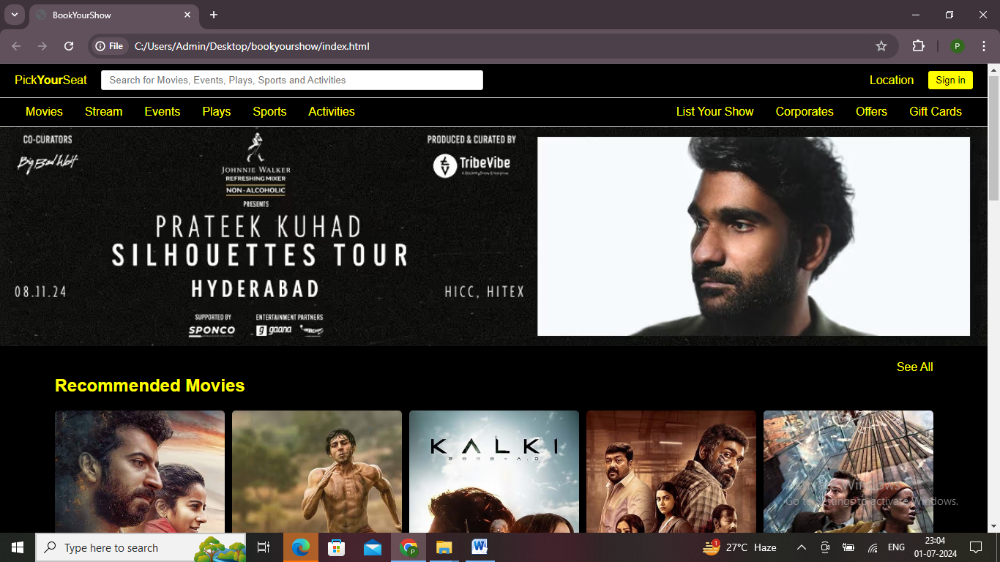 BookYourShow
File
C:/Users/Admin/Desktop/bookyourshow/index.html
P
PickYourSeat
Search for Movies, Events, Plays, Sports and Activities
Location
Sign in
Movies Stream Events Plays Sports Activities
List Your Show Corporates Offers Gift Cards
CO-CURATORS
Big Bad Wolf
JOHNNIE WALKER
REFRESHING MIXER
NON-ALCOHOLIC
PRESENTS
PRODUCED & CURATED BY
TribeVibe
A BookMyShow Enterprise
PRATEEK KUHAD
SILHOUETTES TOUR
HYDERABAD
08.11.24
HICC, HITEX
SUPPORTED BY
SPONCO
ENTERTAINMENT PARTNERS
gaana
See All
Recommended Movies
KALKI
2898-A.D
Activate Windows
Go to Settings to activate Windows.
Type here to search
P
W
1
27°C Haze
ENG
23:04
01-07-2024